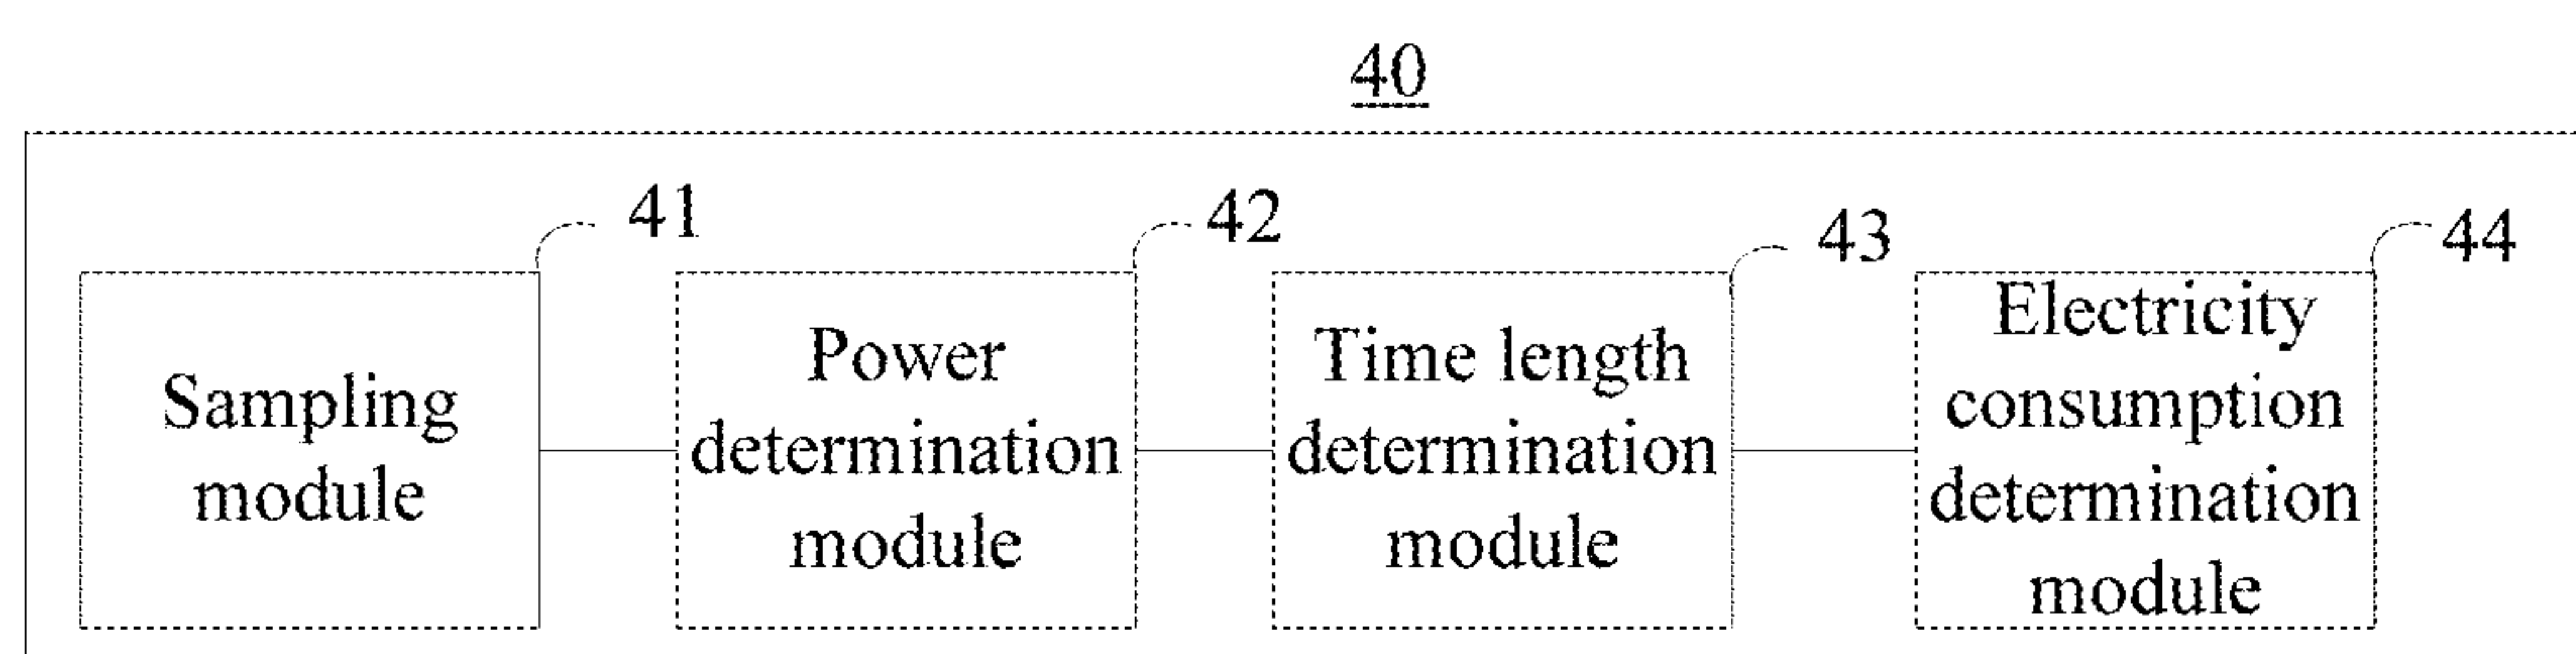 40
41
Sampling
module
42
Power
determination
module
43
Time length
determination
module
44
Electricity
consumption
determination
module